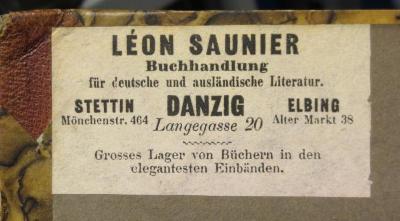 LÉON SAUNIER
Buchhandlung
für deutsche und ausländische Literatur.
STETTIN DANZIG ELBING
Mönchenstr. 464 Langegasse 20 Alter Markt 38
Grosses Lager von Büchern in den
elegantesten Einbänden.